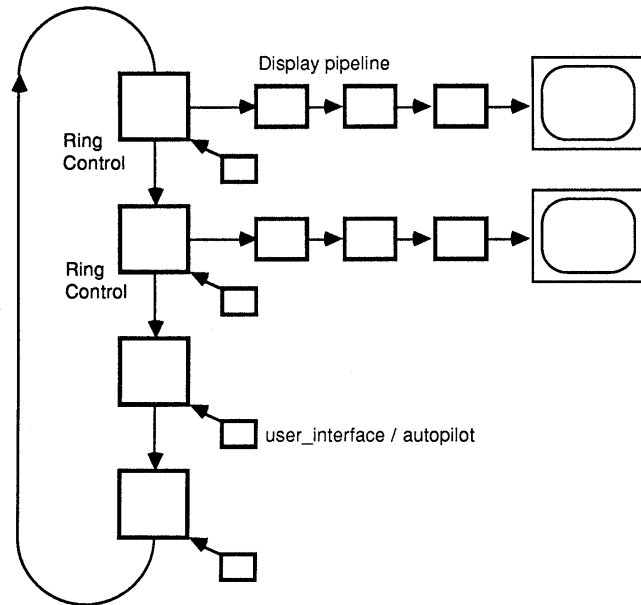 Display pipeline
Ring
Control
Ring
Control
user_interface / autopilot